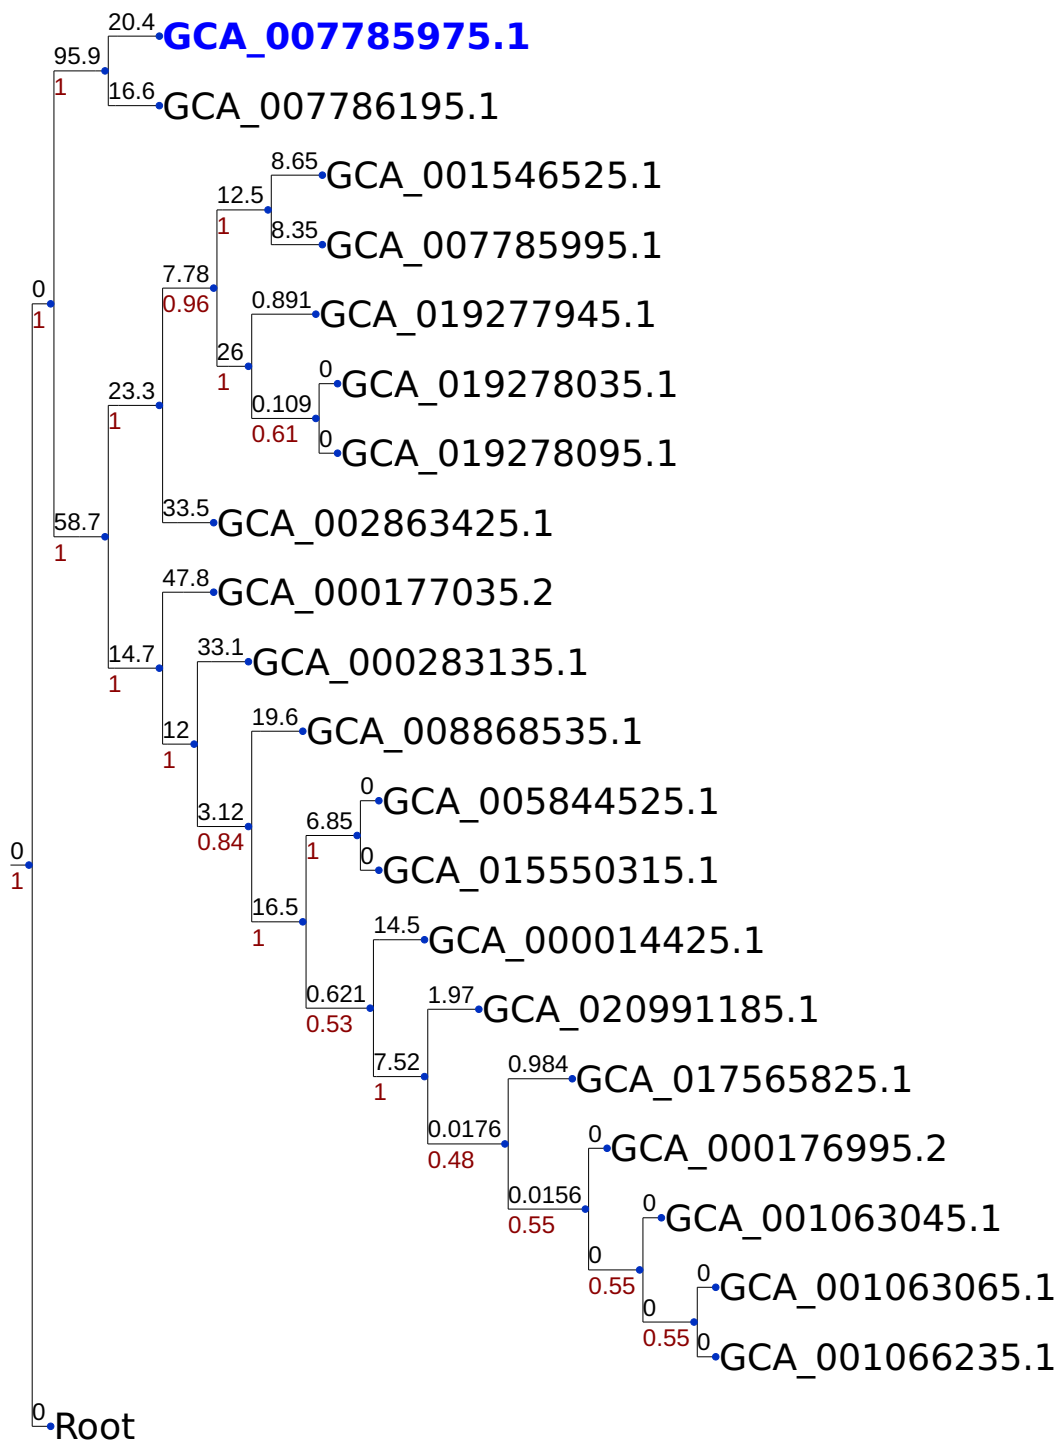 20.4
GCA_007785975.1
95.9
1
16.6
GCA_007786195.1
8.65
GCA_001546525.1
12.5
1
8.35
GCA_007785995.1
7.78
0.96
0
1
0.891
GCA_019277945.1
26
1
0
GCA_019278035.1
23.3
1
0.109
0.61
0
GCA_019278095.1
33.5
GCA_002863425.1
58.7
1
47.8
GCA_000177035.2
14.7
1
33.1
GCA_000283135.1
12
1
19.6
GCA_008868535.1
0
GCA_005844525.1
3.12
0.84
6.85
1
0
1
0
GCA_015550315.1
16.5
1
14.5
GCA_000014425.1
0.621
0.53
1.97
GCA_020991185.1
7.52
1
0.984
GCA_017565825.1
0.0176
0.48
0
GCA_000176995.2
0.0156
0.55
0
GCA_001063045.1
0
0.55
0
GCA_001063065.1
0
0.55
0
GCA_001066235.1
0
Root